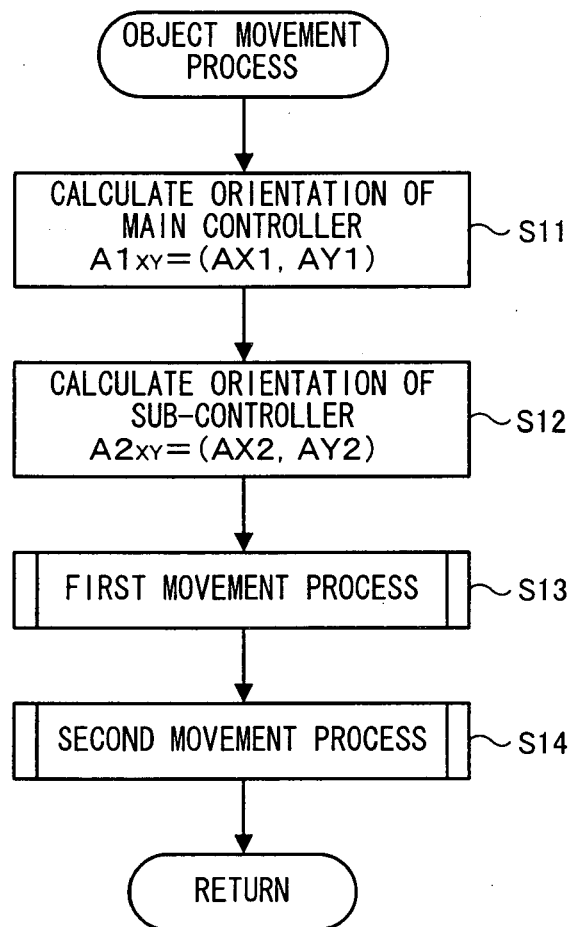 OBJECT MOVEMENT
PROCESS
CALCULATE ORIENTATION OF
MAIN CONTROLLER
A1XY=(AX1, AY1)
S11
CALCULATE ORIENTATION OF
SUB-CONTROLLER
A2XY=(AX2, AY2)
S12
FIRST MOVEMENT PROCESS
S13
SECOND MOVEMENT PROCESS
S14
RETURN